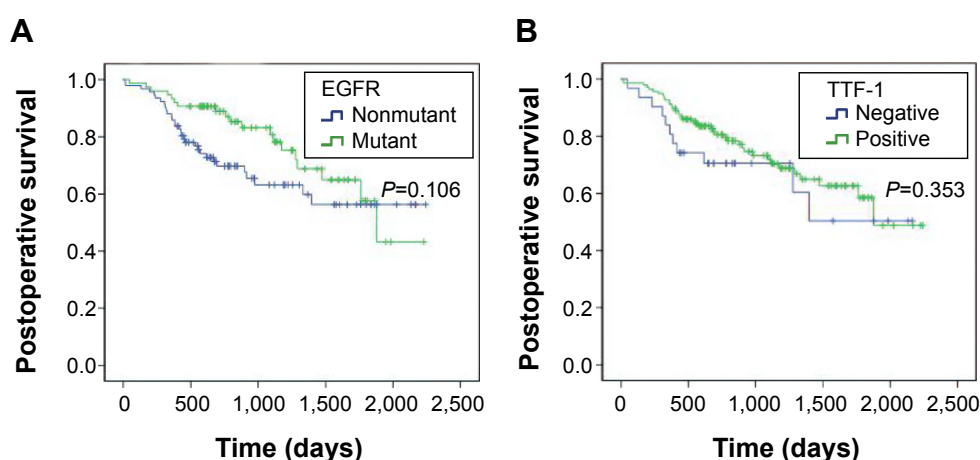 A
Postoperative survival
1.0
0.8
0.6
0.4
0.2
0.0
EGFR
Nonmutant
Mutant
P=0.106
0 500 1,000 1,500 2,000 2,500
Time (days)
B
Postoperative survival
1.0
0.8
0.6
0.4
0.2
0.0
TTF-1
Negative
Positive
P=0.353
0 500 1,000 1,500 2,000 2,500
Time (days)